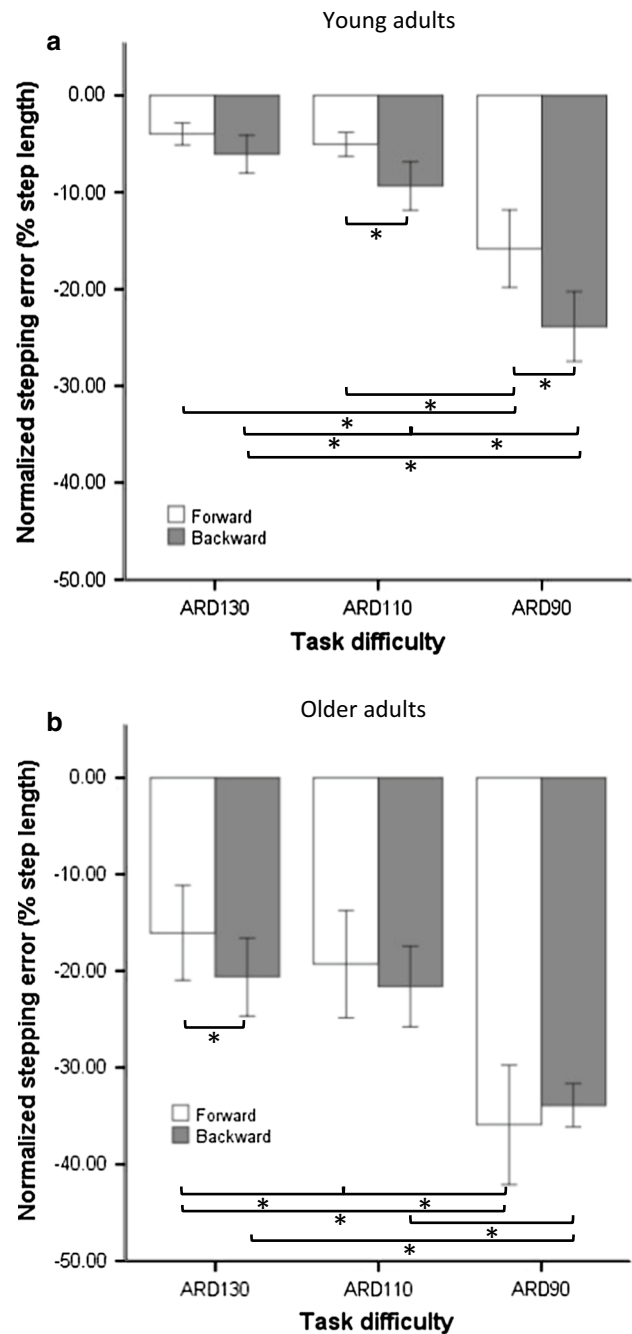 Young adults
a
Normalized stepping error (% step length)
0.00
-10.00
-20.00
-30.00
-40.00
-50.00
*
*
*
*
*
*
*
Forward
Backward
ARD130
ARD110
ARD90
Task difficulty
Older adults
b
Normalized stepping error (% step length)
0.00
-10.00
-20.00
-30.00
-40.00
-50.00
*
Forward
Backward
*
*
*
*
*
ARD130
ARD110
ARD90
Task difficulty